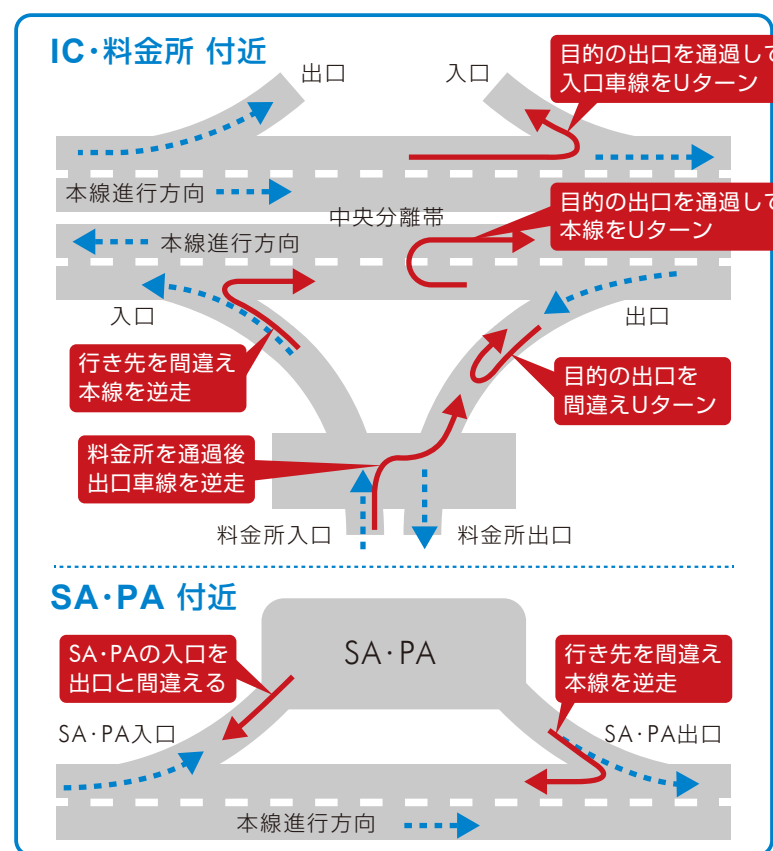 IC・料金所 付近
出口
入口
目的の出口を通過して
入口車線をUターン
本線進行方向
中央分離帯
目的の出口を通過して
本線をUターン
本線進行方向
入口
出口
行き先を間違え
本線を逆走
目的の出口を
間違えUターン
料金所を通過後
出口車線を逆走
料金所入口
料金所出口
SA・PA 付近
SA・PAの入口を
出口と間違える
SA・PA
行き先を間違え
本線を逆走
SA・PA入口
SA・PA出口
本線進行方向